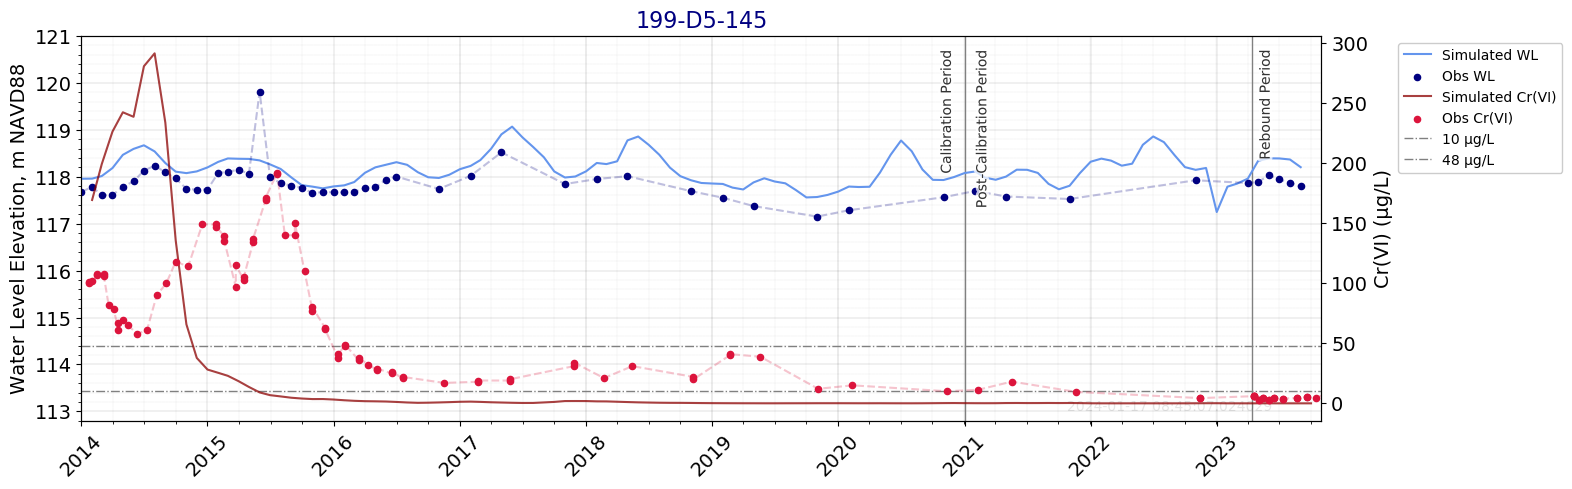 199-D5-145
Water Level Elevation, m NAVD88
121
120
119
118
117
116
115
114
113
2014
2015
2016
2017
2018
2019
2020
2021
2022
2023
Calibration Period
Post-Calibration Period
Rebound Period
300
250
200
150
100
50
0
Cr(VI) (µg/L)
Simulated WL
Obs WL
Simulated Cr(VI)
Obs Cr(VI)
10 µg/L
48 µg/L